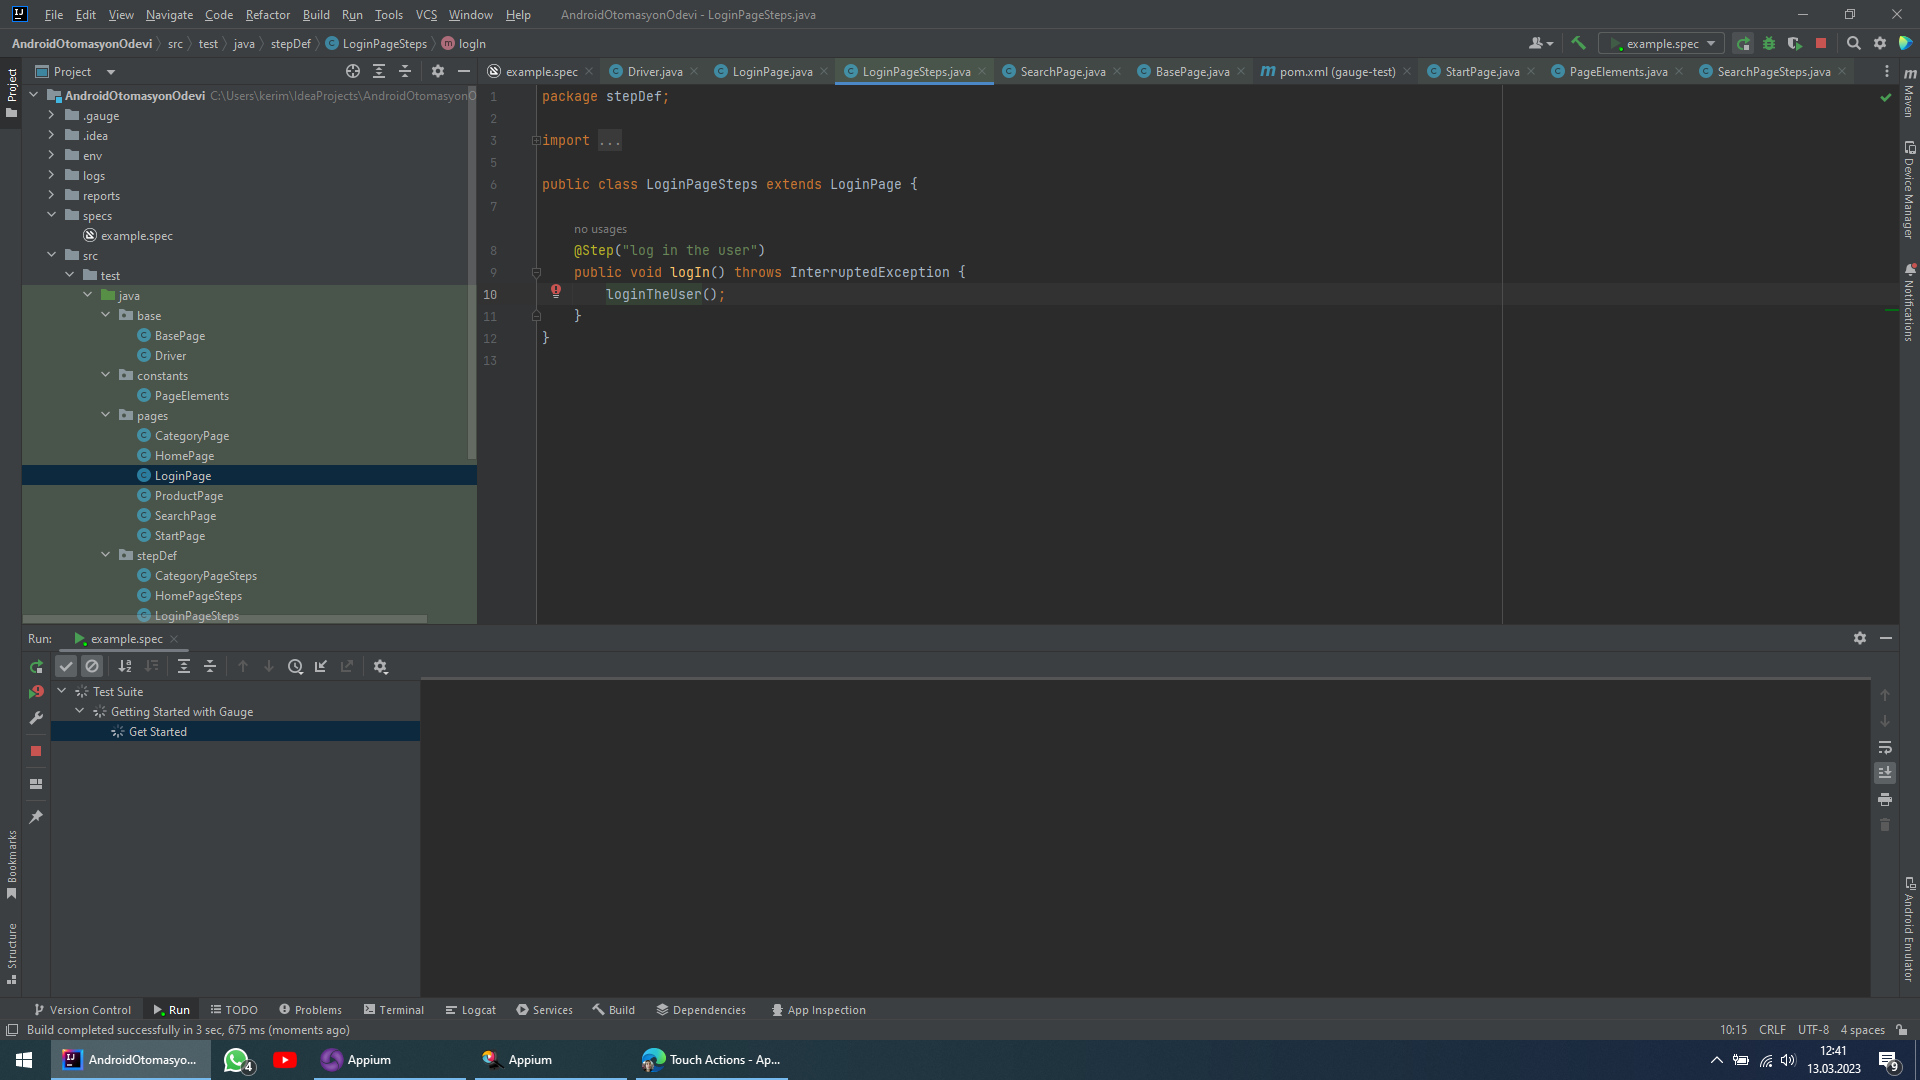 File Edit View Navigate Code Refactor Build Run Tools VCS Window Help AndroidOtomasyonOdevi - LoginPageSteps.java
AndroidOtomasyonOdevi src test java stepDef LoginPageSteps logIn
example.spec
Project
example.spec Driver.java LoginPage.java LoginPageSteps.java SearchPage.java BasePage.java pom.xml (gauge-test) StartPage.java PageElements.java SearchPageSteps.java
AndroidOtomasyonOdevi C:\Users\kerim\IdeaProjects\AndroidOtomasyonO
.gauge
.idea
env
logs
reports
specs
example.spec
src
test
java
base
BasePage
Driver
constants
PageElements
pages
CategoryPage
HomePage
LoginPage
ProductPage
SearchPage
StartPage
stepDef
CategoryPageSteps
HomePageSteps
LoginPageSteps
1 package stepDef;
2
3 import ...
5
6 public class LoginPageSteps extends LoginPage {
7
no usages
8 @Step("log in the user")
9 public void logIn() throws InterruptedException {
10 loginTheUser();
11 }
12 }
13
Project
Bookmarks
Structure
Maven
Device Manager
Notifications
Android Emulator
Run: example.spec
Test Suite
Getting Started with Gauge
Get Started
Version Control Run TODO Problems Terminal Logcat Services Build Dependencies App Inspection
Build completed successfully in 3 sec, 675 ms (moments ago)
10:15 CRLF UTF-8 4 spaces
AndroidOtomasyo...
4
Appium
Appium
Touch Actions - Ap...
12:41
13.03.2023
9